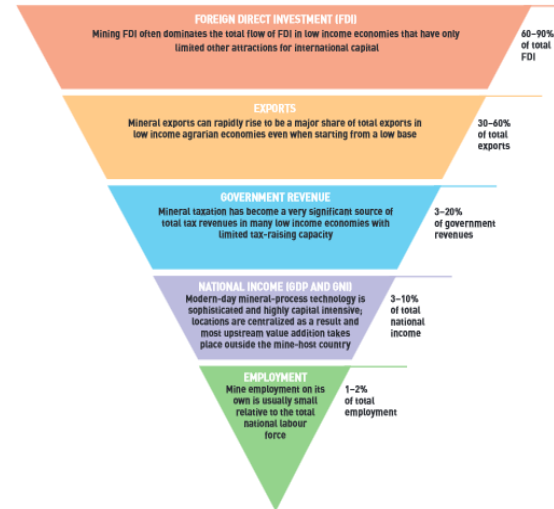 FOREIGN DIRECT INVESTMENT (FDI)
Mining FDI often dominates the total flow of FDI in low income economies that have only
limited other attractions for international capital
60–90%
of total
FDI
EXPORTS
Mineral exports can rapidly rise to be a major share of total exports in
low income agrarian economies even when starting from a low base
30–60%
of total
exports
GOVERNMENT REVENUE
Mineral taxation has become a very significant source of
total tax revenues in many low income economies with
limited tax-raising capacity
3–20%
of government
revenues
NATIONAL INCOME (GDP AND GNI)
Modern-day mineral-process technology is
sophisticated and highly capital intensive;
locations are centralized as a result and
most upstream value addition takes
place outside the mine-host country
3–10%
of total
national
income
EMPLOYMENT
Mine employment on its
own is usually small
relative to the total
national labour
force
1–2%
of total
employment